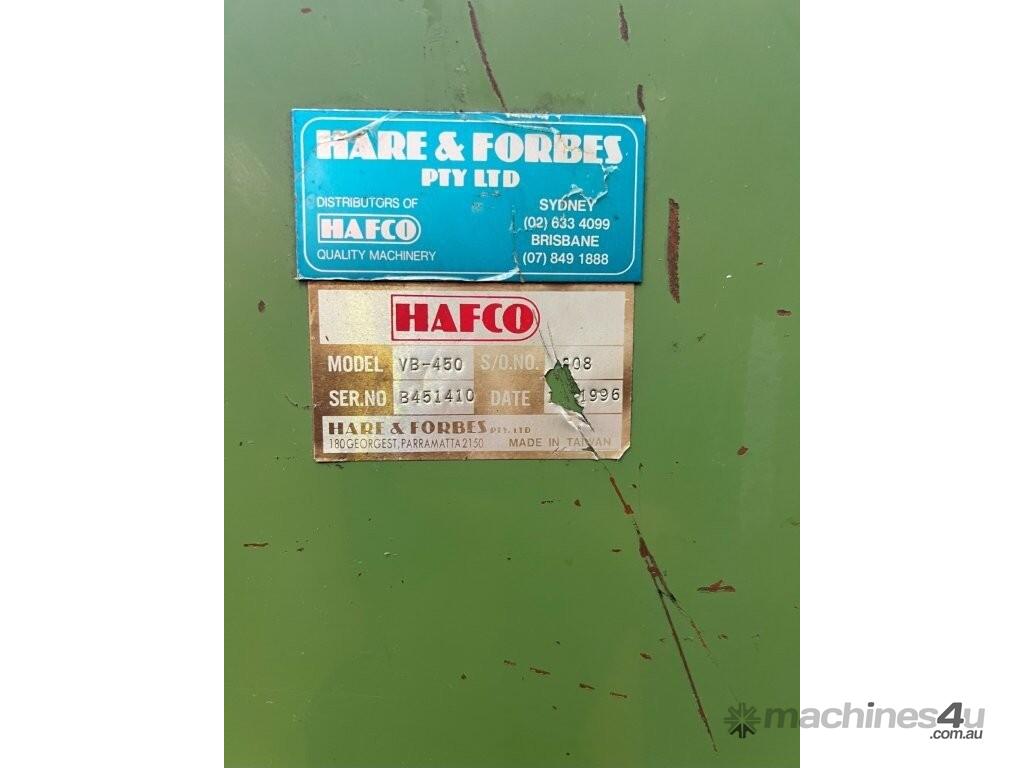 HARE & FORBES
PTY LTD
DISTRIBUTORS OF
HAFCO
QUALITY MACHINERY
SYDNEY
(02) 633 4099
BRISBANE
(07) 849 1888
HAFCO
MODEL VB-450 S/O.NO.
SER.NO B451410 DATE 1996
HARE & FORBES PTY. LTD
180 GEORGE ST, PARRAMATTA 2150 MADE IN TAIWAN
machines4u
.com.au